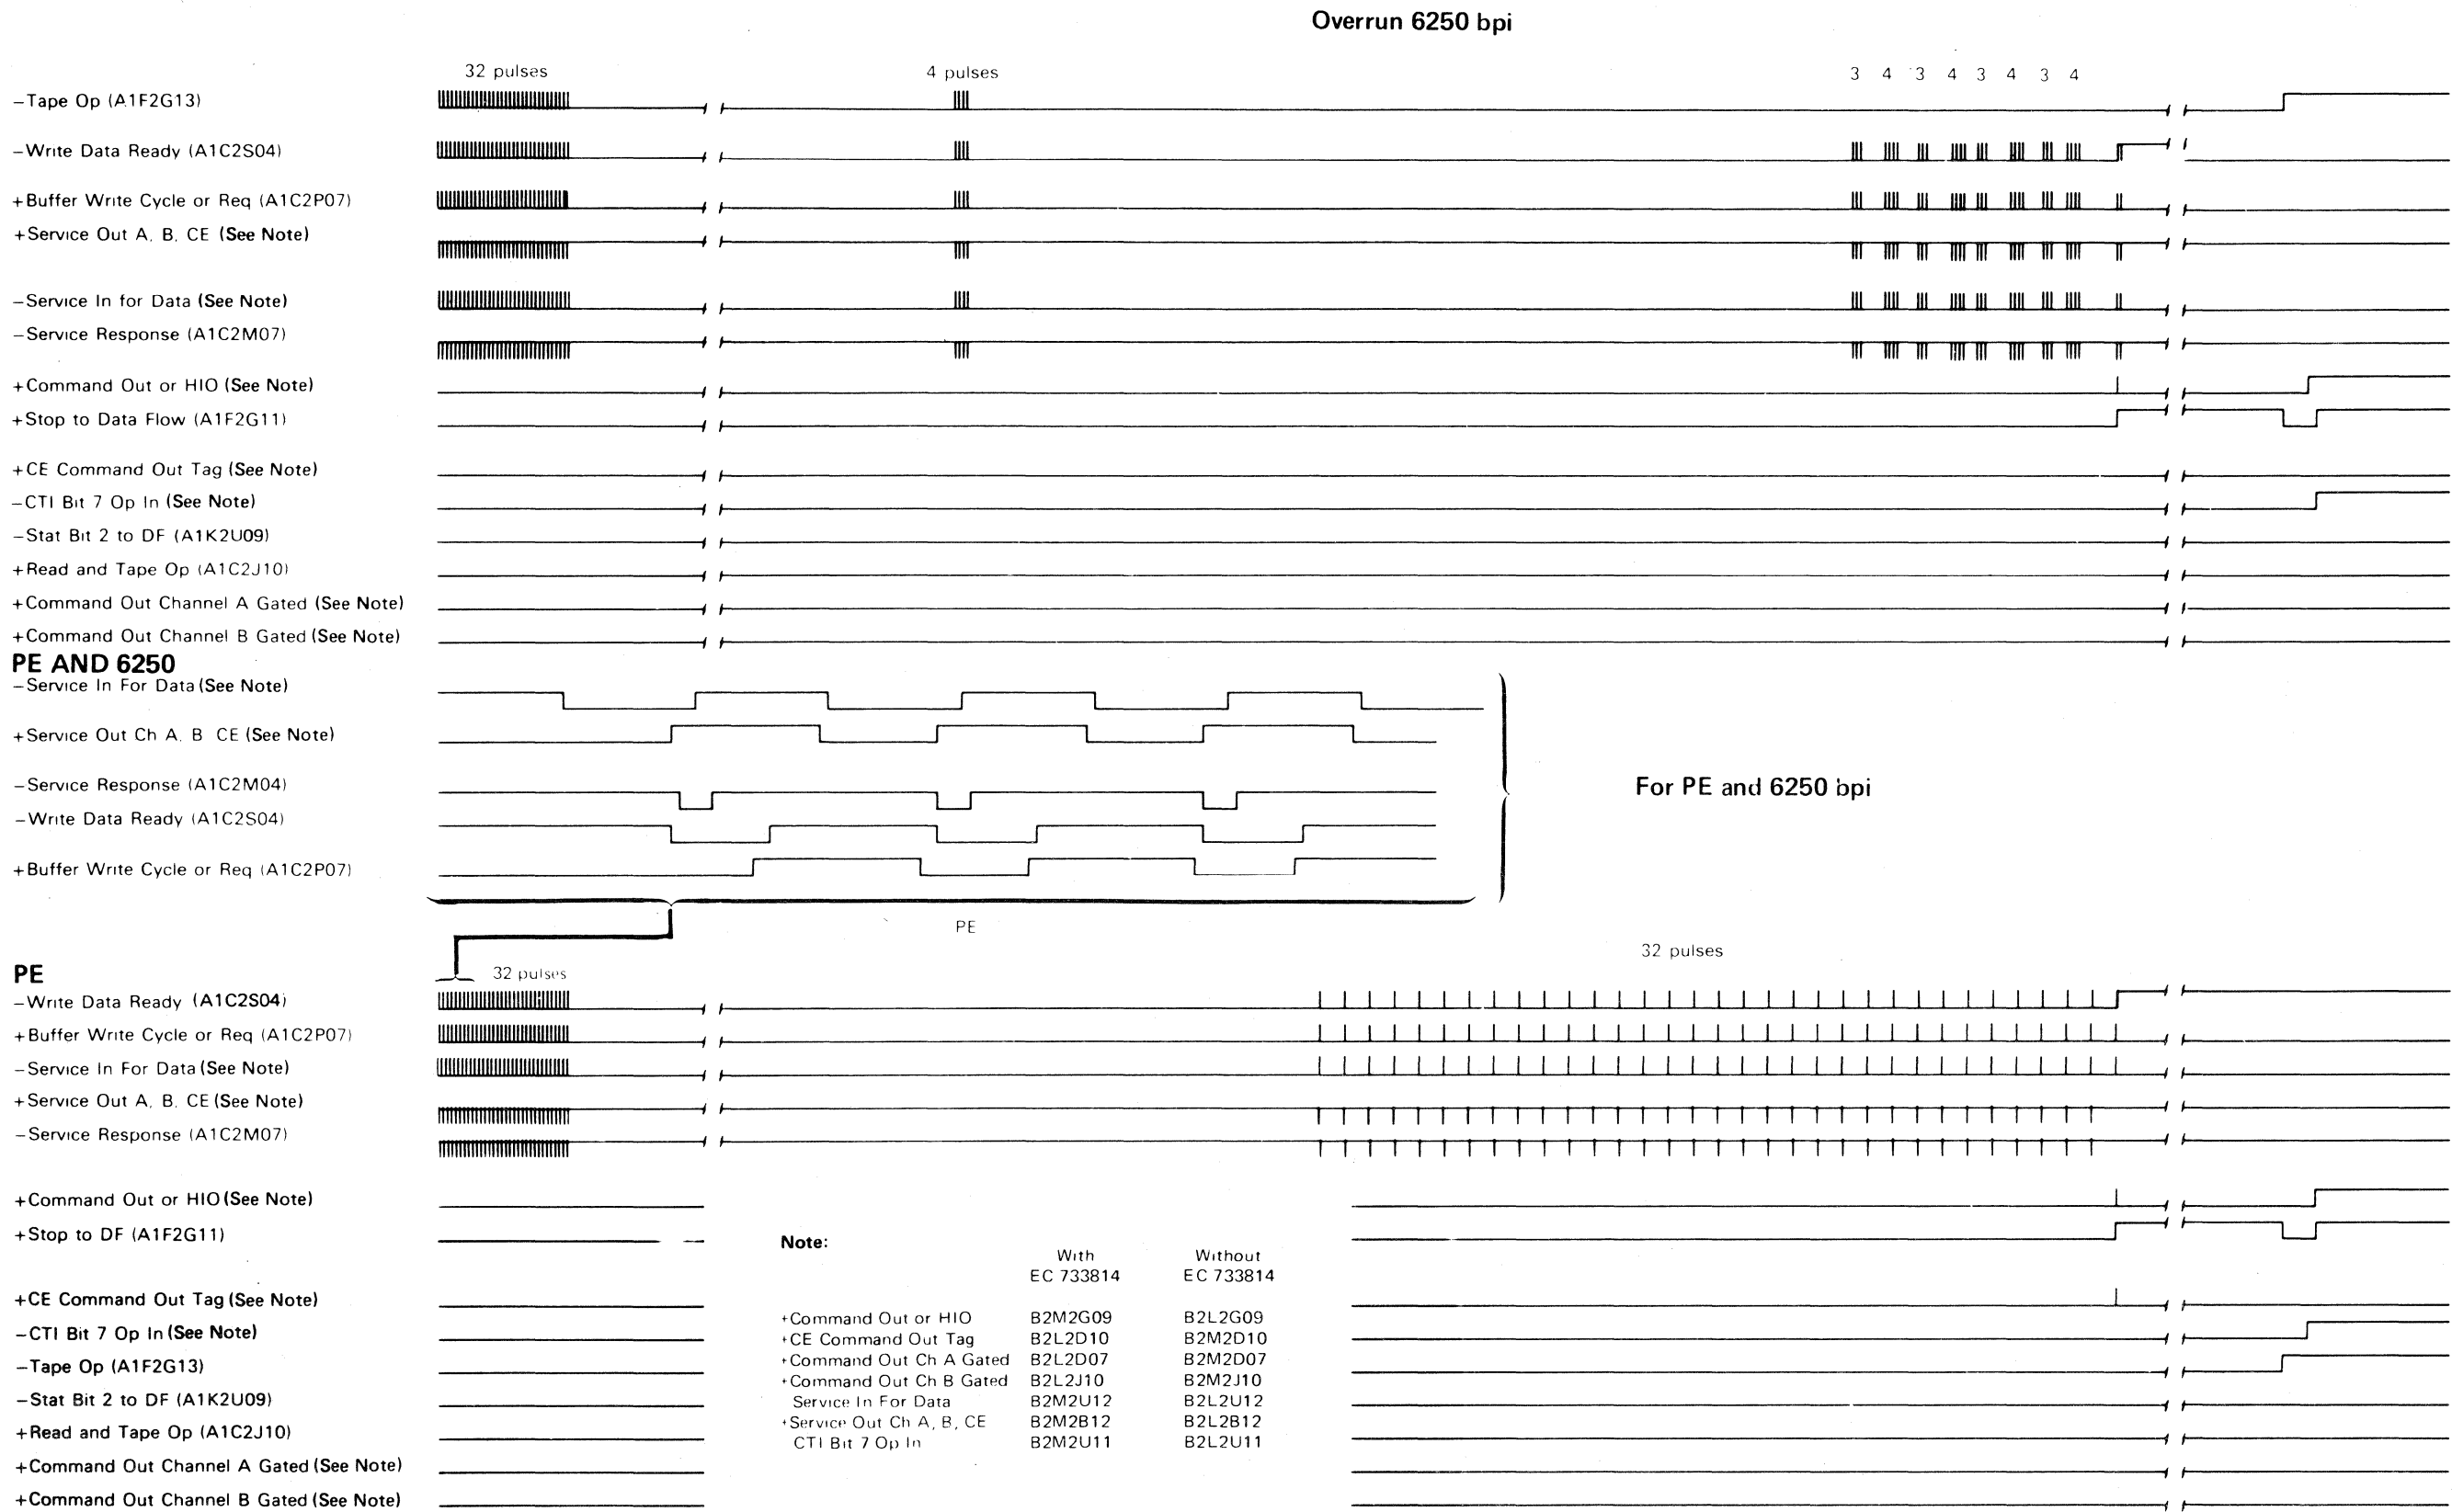 Overrun 6250 bpi
32 pulses
4 pulses
3 4 3 4 3 4 3 4
−Tape Op (A1F2G13)
−Write Data Ready (A1C2S04)
+Buffer Write Cycle or Req (A1C2P07)
+Service Out A, B, CE (See Note)
−Service In for Data (See Note)
−Service Response (A1C2M07)
+Command Out or HIO (See Note)
+Stop to Data Flow (A1F2G11)
+CE Command Out Tag (See Note)
−CTI Bit 7 Op In (See Note)
−Stat Bit 2 to DF (A1K2U09)
+Read and Tape Op (A1C2J10)
+Command Out Channel A Gated (See Note)
+Command Out Channel B Gated (See Note)
PE AND 6250
−Service In For Data (See Note)
+Service Out Ch A, B CE (See Note)
−Service Response (A1C2M04)
−Write Data Ready (A1C2S04)
+Buffer Write Cycle or Req (A1C2P07)
For PE and 6250 bpi
PE
32 pulses
PE
32 pulses
−Write Data Ready (A1C2S04)
+Buffer Write Cycle or Req (A1C2P07)
−Service In For Data (See Note)
+Service Out A, B, CE (See Note)
−Service Response (A1C2M07)
+Command Out or HIO (See Note)
+Stop to DF (A1F2G11)
+CE Command Out Tag (See Note)
−CTI Bit 7 Op In (See Note)
−Tape Op (A1F2G13)
−Stat Bit 2 to DF (A1K2U09)
+Read and Tape Op (A1C2J10)
+Command Out Channel A Gated (See Note)
+Command Out Channel B Gated (See Note)
Note:
With EC 733814
Without EC 733814
+Command Out or HIO B2M2G09 B2L2G09
+CE Command Out Tag B2L2D10 B2M2D10
+Command Out Ch A Gated B2L2D07 B2M2D07
+Command Out Ch B Gated B2L2J10 B2M2J10
Service In For Data B2M2U12 B2L2U12
+Service Out Ch A, B, CE B2M2B12 B2L2B12
CTI Bit 7 Op In B2M2U11 B2L2U11